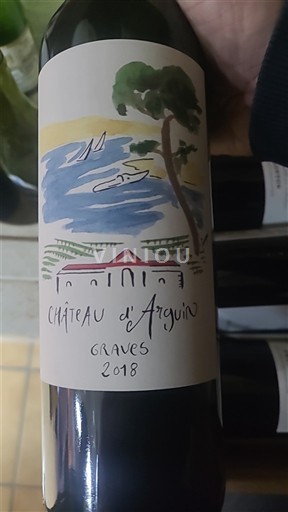 VINIOU
CHÂTEAU d'Arguin
GRAVES
2018